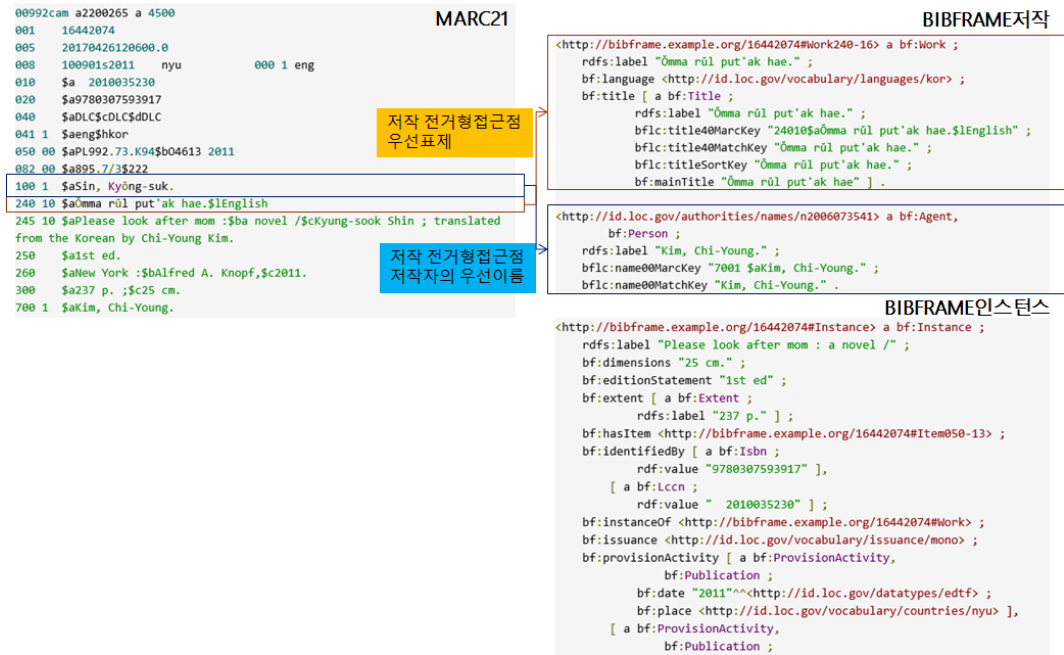 MARC21
00992cam a2200265 a 4500
001 16442074
005 20170426120600.0
008 100901s2011 nyu 000 1 eng
010 $a 2010035230
020 $a9780307593917
040 $aDLC$cDLC$dDLC
041 1 $aeng$hkor
050 00 $aPL992.73.K94$bO4613 2011
082 00 $a895.7/3$222
100 1 $aSin, Kyŏng-suk.
240 10 $aŎmma rŭl put'ak hae.$lEnglish
245 10 $aPlease look after mom :$ba novel /$cKyung-sook Shin ; translated
from the Korean by Chi-Young Kim.
250 $a1st ed.
260 $aNew York :$bAlfred A. Knopf,$c2011.
300 $a237 p. ;$c25 cm.
700 1 $aKim, Chi-Young.
저작 전거형접근점
우선표제
저작 전거형접근점
저작자의 우선이름
BIBFRAME저작
<http://bibframe.example.org/16442074#Work240-16> a bf:Work ;
rdfs:label "Ŏmma rŭl put'ak hae." ;
bf:language <http://id.loc.gov/vocabulary/languages/kor> ;
bf:title [ a bf:Title ;
rdfs:label "Ŏmma rŭl put'ak hae." ;
bflc:title40MarcKey "24010$aŎmma rŭl put'ak hae.$lEnglish" ;
bflc:title40MatchKey "Ŏmma rŭl put'ak hae." ;
bflc:titleSortKey "Ŏmma rŭl put'ak hae." ;
bf:mainTitle "Ŏmma rŭl put'ak hae" ] .
<http://id.loc.gov/authorities/names/n2006073541> a bf:Agent,
bf:Person ;
rdfs:label "Kim, Chi-Young." ;
bflc:name00MarcKey "7001 $aKim, Chi-Young." ;
bflc:name00MatchKey "Kim, Chi-Young." .
BIBFRAME인스턴스
<http://bibframe.example.org/16442074#Instance> a bf:Instance ;
rdfs:label "Please look after mom : a novel /" ;
bf:dimensions "25 cm." ;
bf:editionStatement "1st ed" ;
bf:extent [ a bf:Extent ;
rdfs:label "237 p." ] ;
bf:hasItem <http://bibframe.example.org/16442074#Item050-13> ;
bf:identifiedBy [ a bf:Isbn ;
rdf:value "9780307593917" ],
[ a bf:Lccn ;
rdf:value " 2010035230" ] ;
bf:instanceOf <http://bibframe.example.org/16442074#Work> ;
bf:issuance <http://id.loc.gov/vocabulary/issuance/mono> ;
bf:provisionActivity [ a bf:ProvisionActivity,
bf:Publication ;
bf:date "2011"^^<http://id.loc.gov/datatypes/edtf> ;
bf:place <http://id.loc.gov/vocabulary/countries/nyu> ],
[ a bf:ProvisionActivity,
bf:Publication ;